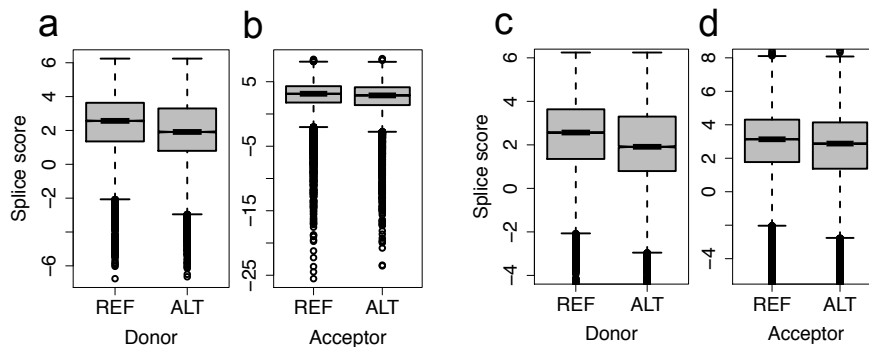 a
Splice score
6
4
2
0
−2
−6
REF
ALT
Donor
b
5
−5
−15
−25
REF
ALT
Acceptor
c
Splice score
6
4
2
0
−2
−4
REF
ALT
Donor
d
8
6
4
2
0
−4
REF
ALT
Acceptor